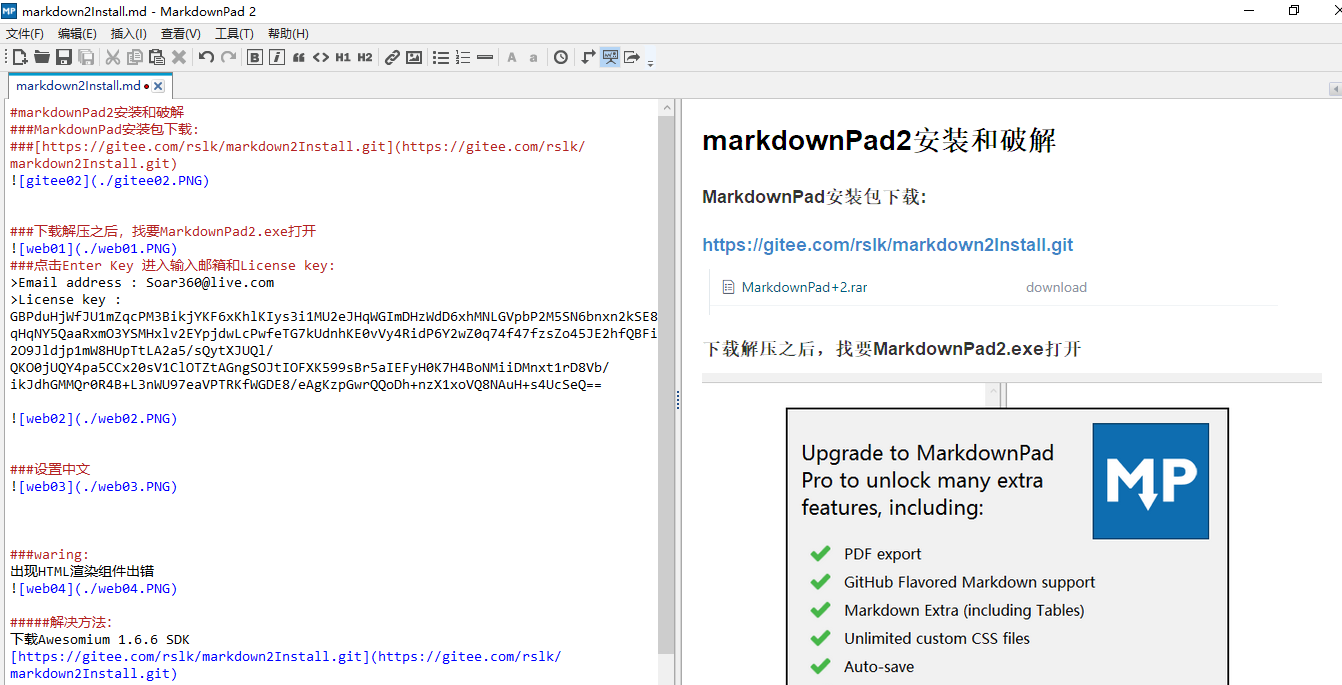 markdown2Install.md - MarkdownPad 2
文件(F) 编辑(E) 插入(I) 查看(V) 工具(T) 帮助(H)
B i H1 H2 A a
markdown2Install.md
#markdownPad2安装和破解
###MarkdownPad安装包下载:
###[https://gitee.com/rslk/markdown2Install.git](https://gitee.com/rslk/
markdown2Install.git)
![gitee02](./gitee02.PNG)
###下载解压之后，找要MarkdownPad2.exe打开
![web01](./web01.PNG)
###点击Enter Key 进入输入邮箱和License key:
>Email address : Soar360@live.com
>License key :
GBPduHjWfJU1mZqcPM3BikjYKF6xKhlKIys3i1MU2eJHqWGImDHzWdD6xhMNLGVpbP2M5SN6bnxn2kSE8
qHqNY5QaaRxmO3YSMHxlv2EYpjdwLcPwfeTG7kUdnhKE0vVy4RidP6Y2wZ0q74f47fzsZo45JE2hfQBFi
2O9Jldjp1mW8HUpTtLA2a5/sQytXJUQl/
QKO0jUQY4pa5CCx20sV1ClOTZtAGngSOJtIOFXK599sBr5aIEFyH0K7H4BoNMiiDMnxt1rD8Vb/
ikJdhGMMQr0R4B+L3nWU97eaVPTRKfWGDE8/eAgKzpGwrQQoDh+nzX1xoVQ8NAuH+s4UcSeQ==
![web02](./web02.PNG)
###设置中文
![web03](./web03.PNG)
###waring:
出现HTML渲染组件出错
![web04](./web04.PNG)
#####解决方法:
下载Awesomium 1.6.6 SDK
[https://gitee.com/rslk/markdown2Install.git](https://gitee.com/rslk/
markdown2Install.git)
markdownPad2安装和破解
MarkdownPad安装包下载:
https://gitee.com/rslk/markdown2Install.git
MarkdownPad+2.rar download
下载解压之后，找要MarkdownPad2.exe打开
Upgrade to MarkdownPad
Pro to unlock many extra
features, including:
MP
PDF export
GitHub Flavored Markdown support
Markdown Extra (including Tables)
Unlimited custom CSS files
Auto-save